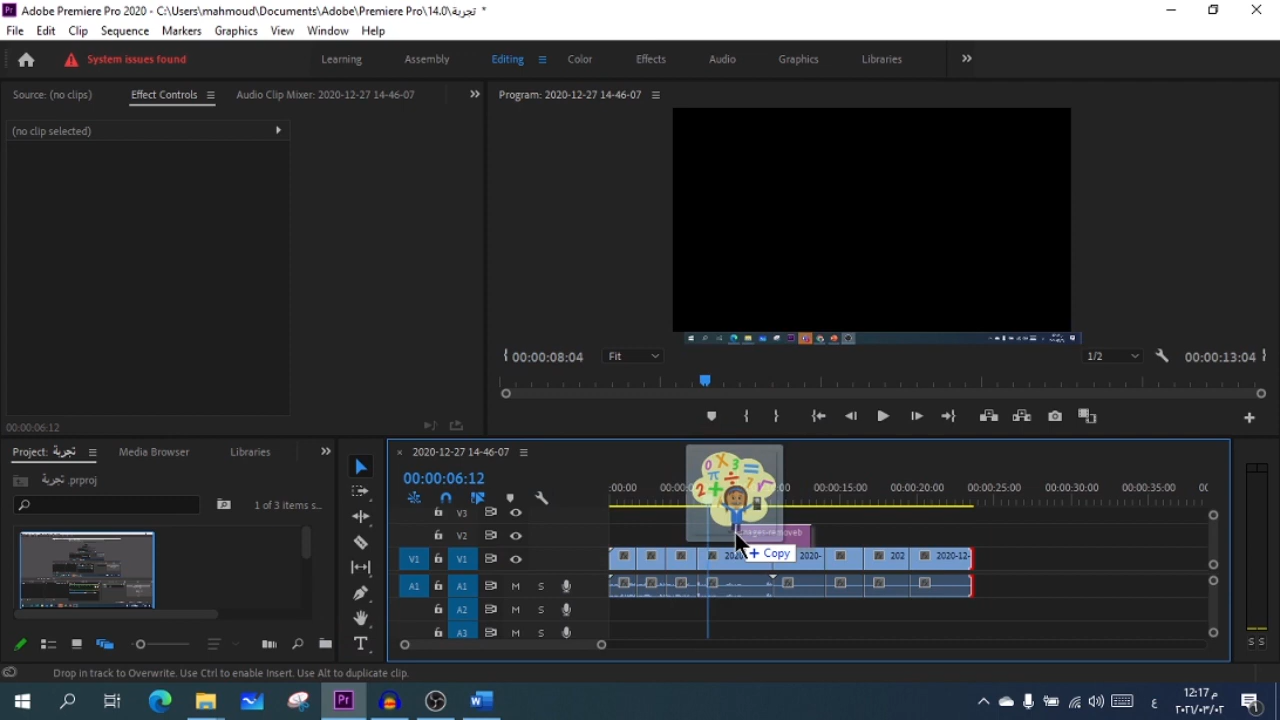 Adobe Premiere Pro 2020 - C:\Users\mahmoud\Documents\Adobe\Premiere Pro\14.0\تجربة *
File Edit Clip Sequence Markers Graphics View Window Help
System issues found Learning Assembly Editing Color Effects Audio Graphics Libraries
Source: (no clips) Effect Controls Audio Clip Mixer: 2020-12-27 14-46-07 Program: 2020-12-27 14-46-07
(no clip selected)
00:00:08:04 Fit 1/2 00:00:13:04
00:00:06:12
Project: تجربة Media Browser Libraries 2020-12-27 14-46-07
تجربة.prproj
00:00:06:12
:00:00 00:00:15:00 00:00:20:00 00:00:25:00 00:00:30:00 00:00:35:00
1 of 3 items s...
V3
V2
Copy
V1 V1 2020- 202 2020-12-
A1 A1 M S
A2 M S
A3 M S
S S
Drop in track to Overwrite. Use Ctrl to enable Insert. Use Alt to duplicate clip.
ع
م 12:17
٢٠٢١/٠٣/٠٢